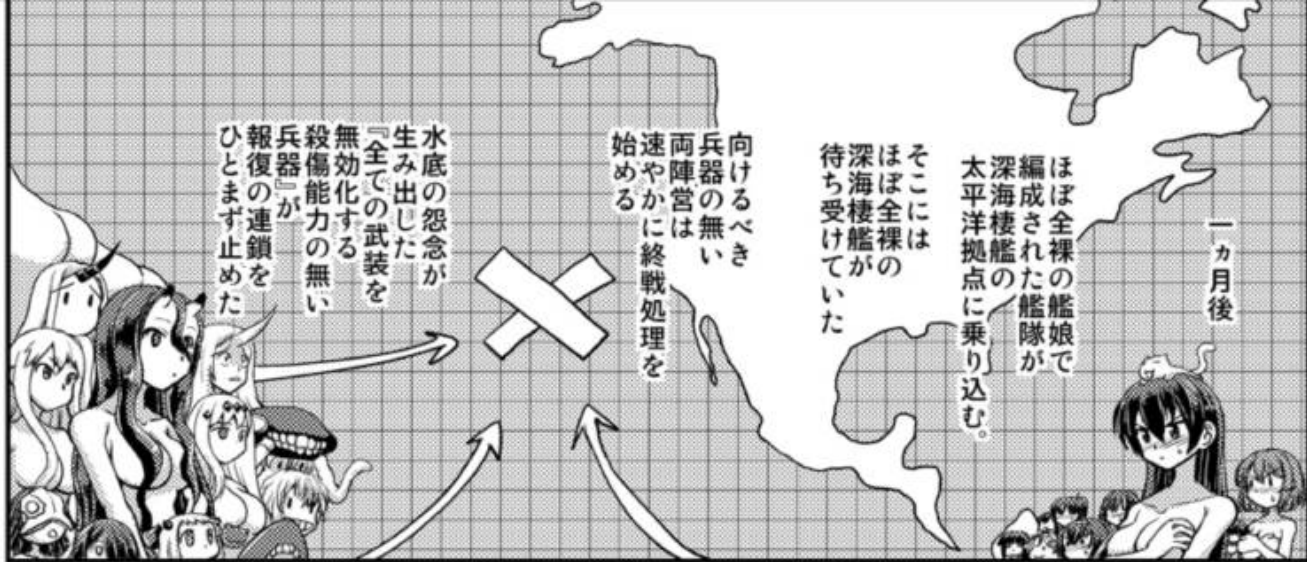 一ヵ月後
ほぼ全裸の艦娘で
編成された艦隊が
深海棲艦の
太平洋拠点に乗り込む。
そこには
ほぼ全裸の
深海棲艦が
待ち受けていた
向けるべき
兵器の無い
両陣営は
速やかに終戦処理を
始める
水底の怨念が
生み出した
『全ての武装を
無効化する
殺傷能力の無い
兵器』が
報復の連鎖を
ひとまず止めた